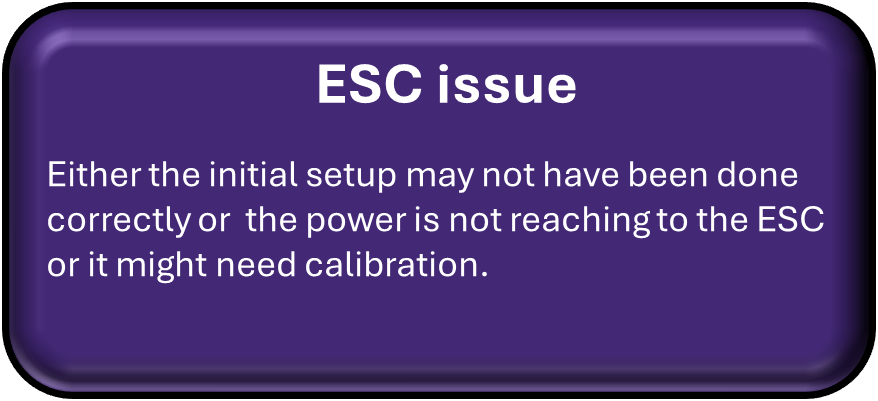 ESC issue
Either the initial setup may not have been done
correctly or  the power is not reaching to the ESC
or it might need calibration.